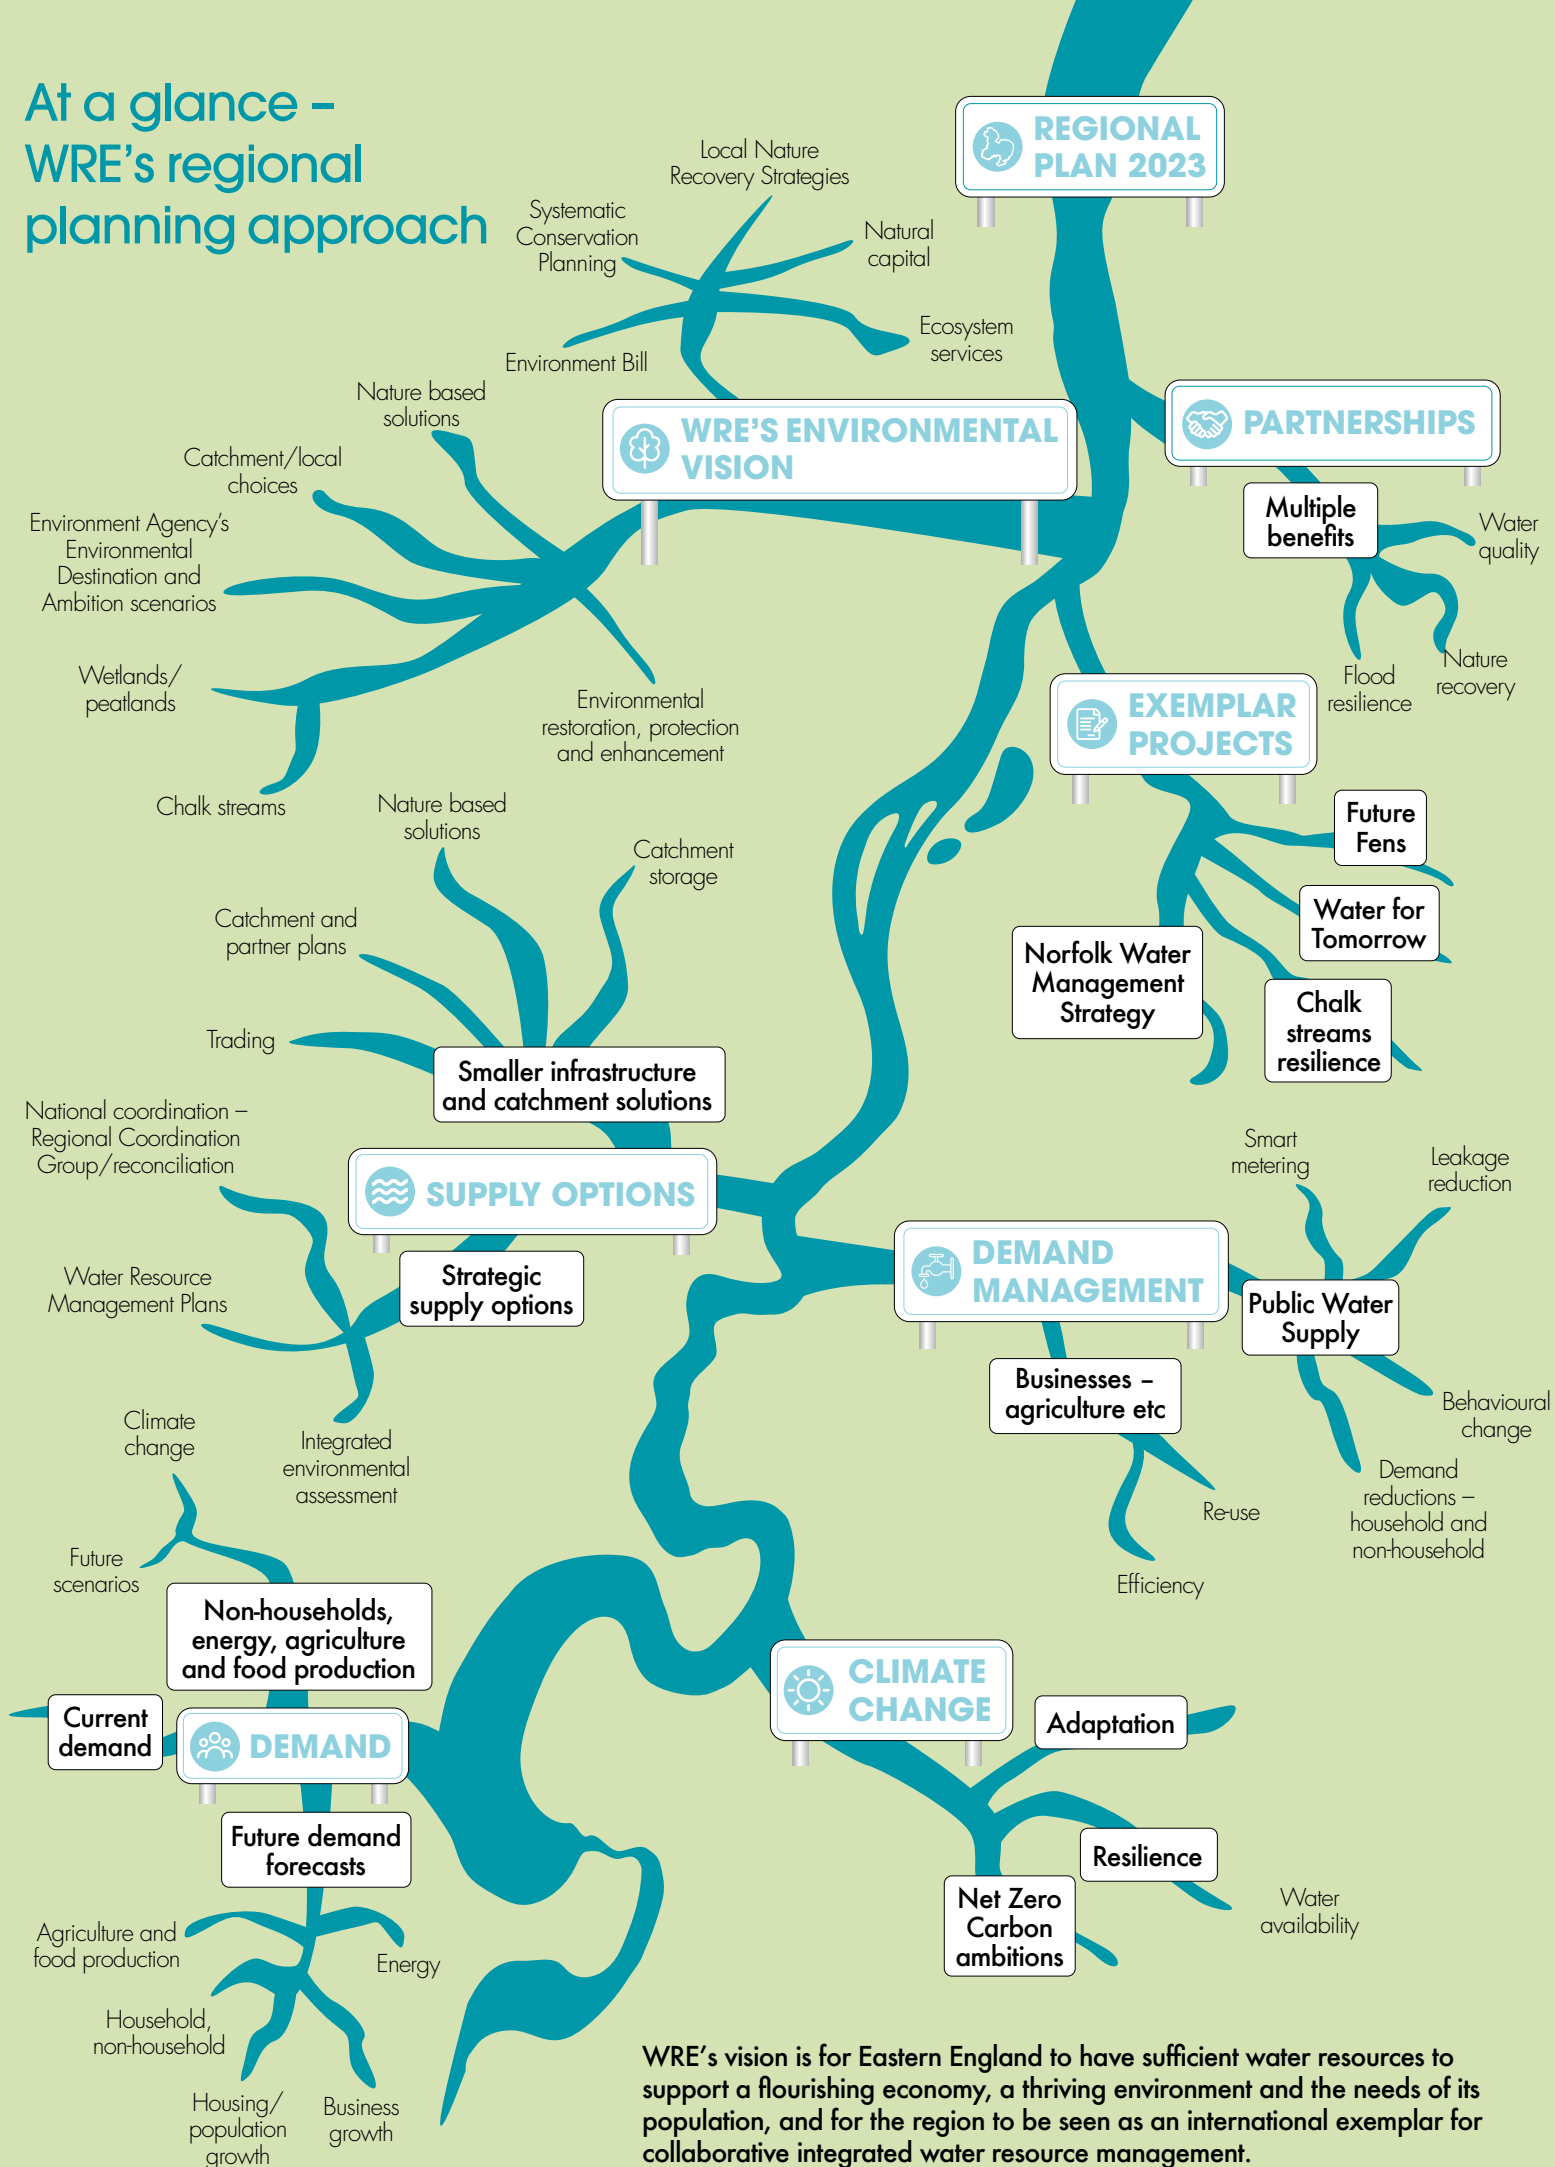 At a glance –
WRE's regional
planning approach
REGIONAL
PLAN 2023
Local Nature
Recovery Strategies
Systematic
Conservation
Planning
Natural
capital
Ecosystem
services
Environment Bill
WRE'S ENVIRONMENTAL
VISION
Nature based
solutions
Catchment/local
choices
Environment Agency's
Environmental
Destination and
Ambition scenarios
Wetlands/
peatlands
Chalk streams
Environmental
restoration, protection
and enhancement
PARTNERSHIPS
Multiple
benefits
Water
quality
Nature
recovery
Flood
resilience
EXEMPLAR
PROJECTS
Future
Fens
Water for
Tomorrow
Norfolk Water
Management
Strategy
Chalk
streams
resilience
Nature based
solutions
Catchment
storage
Catchment and
partner plans
Trading
Smaller infrastructure
and catchment solutions
SUPPLY OPTIONS
National coordination –
Regional Coordination
Group/reconciliation
Strategic
supply options
Water Resource
Management Plans
Integrated
environmental
assessment
DEMAND
MANAGEMENT
Smart
metering
Leakage
reduction
Public Water
Supply
Behavioural
change
Demand
reductions –
household and
non-household
Businesses –
agriculture etc
Re-use
Efficiency
Climate
change
Future
scenarios
Non-households,
energy, agriculture
and food production
Current
demand
DEMAND
Future demand
forecasts
Agriculture and
food production
Energy
Household,
non-household
Housing/
population
growth
Business
growth
CLIMATE
CHANGE
Adaptation
Resilience
Net Zero
Carbon
ambitions
Water
availability
WRE's vision is for Eastern England to have sufficient water resources to
support a flourishing economy, a thriving environment and the needs of its
population, and for the region to be seen as an international exemplar for
collaborative integrated water resource management.